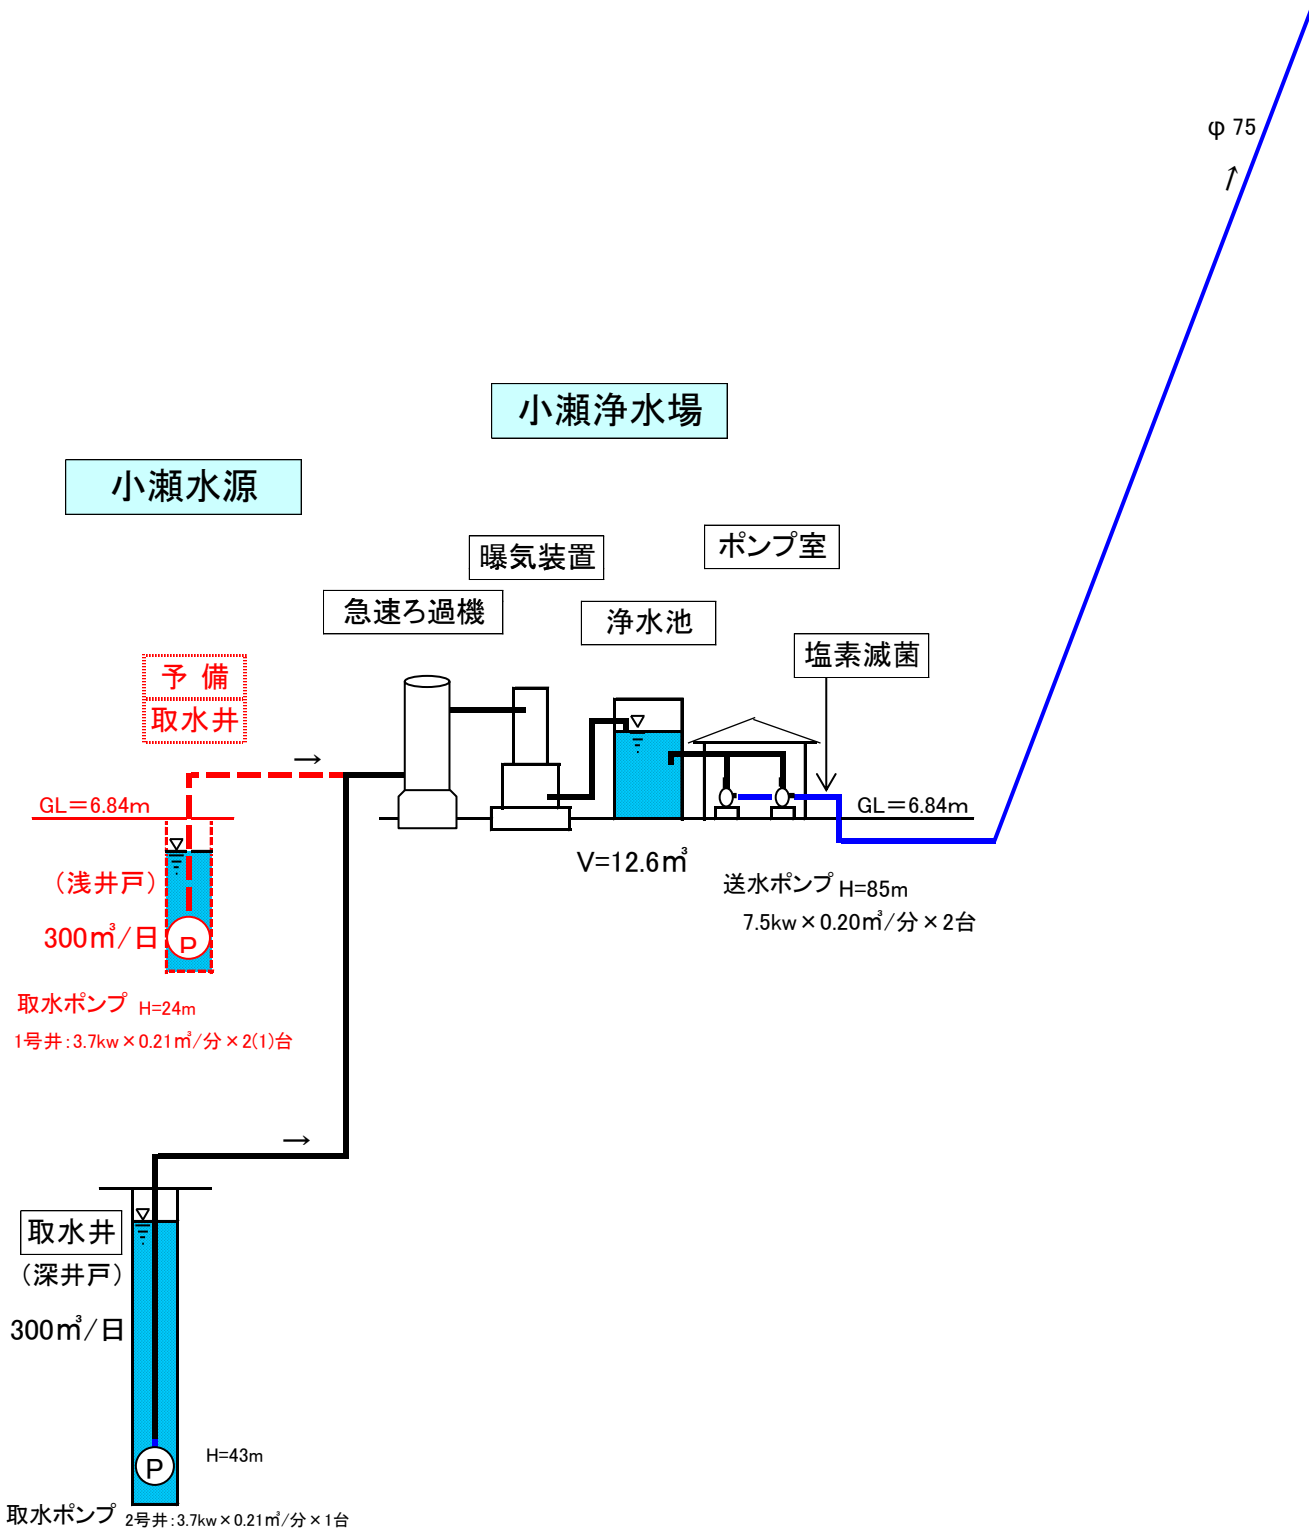 φ 75
小瀬浄水場
小瀬水源
曝気装置
ポンプ室
急速ろ過機
浄水池
塩素滅菌
予 備
取水井
GL=6.84m
GL=6.84m
(浅井戸)
300㎥/日
P
V=12.6㎥
送水ポンプ H=85m
7.5kw×0.20㎥/分×2台
取水ポンプ H=24m
1号井:3.7kw×0.21㎥/分×2(1)台
取水井
(深井戸)
300㎥/日
P
H=43m
取水ポンプ 2号井:3.7kw×0.21㎥/分×1台